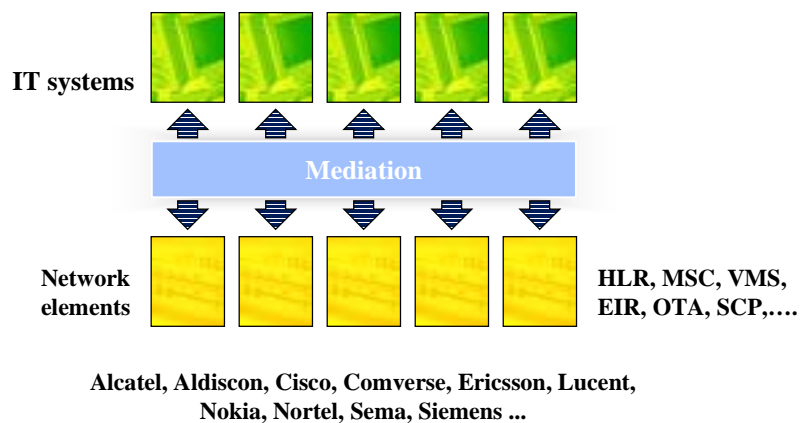 IT systems
Mediation
Network
elements
HLR, MSC, VMS,
EIR, OTA, SCP,….
Alcatel, Aldiscon, Cisco, Comverse, Ericsson, Lucent,
Nokia, Nortel, Sema, Siemens ...